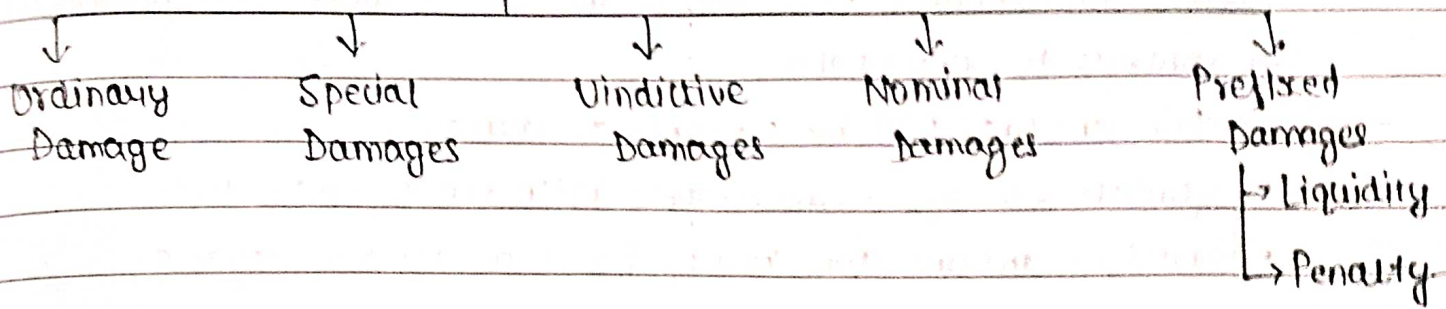 Ordinary Damage
Special Damages
Vindictive Damages
Nominal Damages
Prefixed Damages
→ Liquidity
→ Penalty.